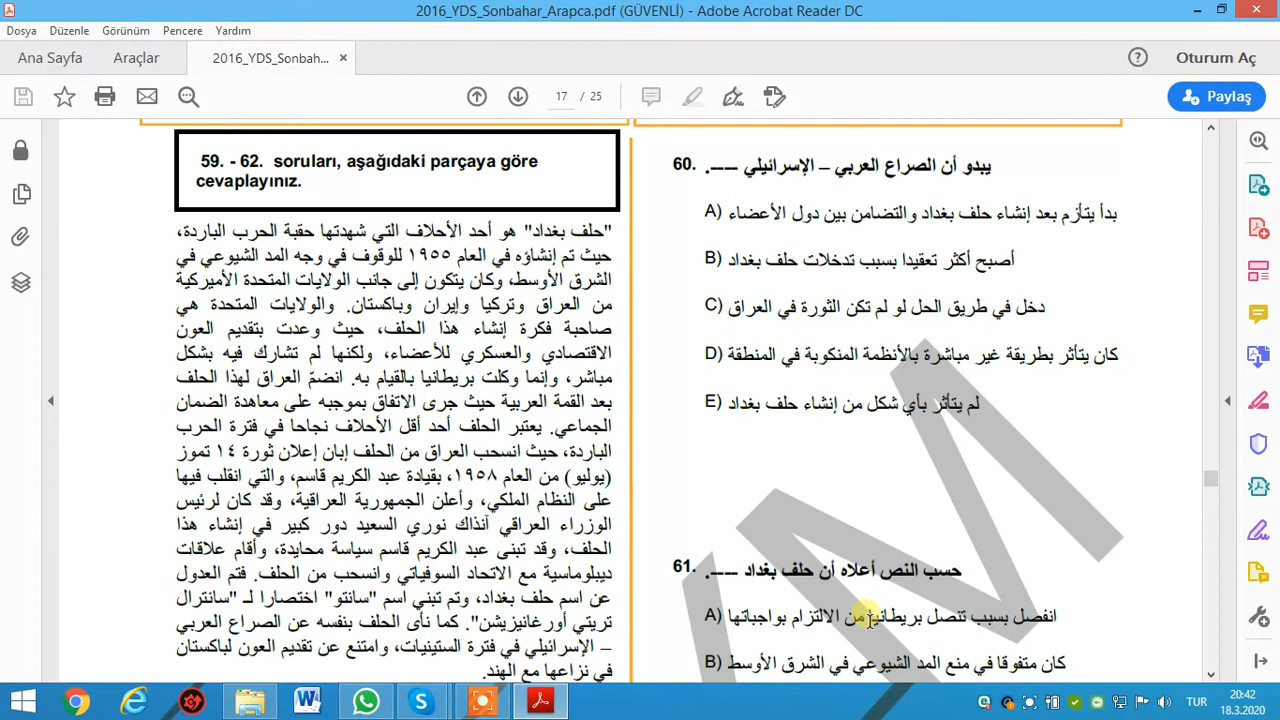 2016_YDS_Sonbahar_Arapca.pdf (GÜVENLİ) - Adobe Acrobat Reader DC
Dosya Düzenle Görünüm Pencere Yardım
Ana Sayfa Araçlar 2016_YDS_Sonbah... × ? Oturum Aç
17 / 25 Paylaş
59. - 62. soruları, aşağıdaki parçaya göre
cevaplayınız.
"حلف بغداد" هو أحد الأحلاف التي شهدتها حقبة الحرب الباردة،
حيث تم إنشاؤه في العام ١٩٥٥ للوقوف في وجه المد الشيوعي في
الشرق الأوسط، وكان يتكون إلى جانب الولايات المتحدة الأميركية
من العراق وتركيا وإيران وباكستان. والولايات المتحدة هي
صاحبة فكرة إنشاء هذا الحلف، حيث وعدت بتقديم العون
الاقتصادي والعسكري للأعضاء، ولكنها لم تشارك فيه بشكل
مباشر، وإنما وكلت بريطانيا بالقيام به. انضمّ العراق لهذا الحلف
بعد القمة العربية حيث جرى الاتفاق بموجبه على معاهدة الضمان
الجماعي. يعتبر الحلف أحد أقل الأحلاف نجاحا في فترة الحرب
الباردة، حيث انسحب العراق من الحلف إبان إعلان ثورة ١٤ تموز
(يوليو) من العام ١٩٥٨، بقيادة عبد الكريم قاسم، والتي انقلب فيها
على النظام الملكي، وأعلن الجمهورية العراقية، وقد كان لرئيس
الوزراء العراقي آنذاك نوري السعيد دور كبير في إنشاء هذا
الحلف، وقد تبنى عبد الكريم قاسم سياسة محايدة، وأقام علاقات
ديبلوماسية مع الاتحاد السوفياتي وانسحب من الحلف. فتم العدول
عن اسم حلف بغداد، وتم تبني اسم "سانتو" اختصارا لـ "سانترال
تريتي أورغانيزيشن". كما نأى الحلف بنفسه عن الصراع العربي
– الإسرائيلي في فترة الستينيات، وامتنع عن تقديم العون لباكستان
في نزاعها مع الهند.
60. يبدو أن الصراع العربي – الإسرائيلي ----.
A) بدأ يتأزم بعد إنشاء حلف بغداد والتضامن بين دول الأعضاء
B) أصبح أكثر تعقيدا بسبب تدخلات حلف بغداد
C) دخل في طريق الحل لو لم تكن الثورة في العراق
D) كان يتأثر بطريقة غير مباشرة بالأنظمة المنكوبة في المنطقة
E) لم يتأثر بأي شكل من إنشاء حلف بغداد
61. حسب النص أعلاه أن حلف بغداد ----.
A) انفصل بسبب تنصل بريطانيا من الالتزام بواجباتها
B) كان متفوقا في منع المد الشيوعي في الشرق الأوسط
TUR
20:42
18.3.2020